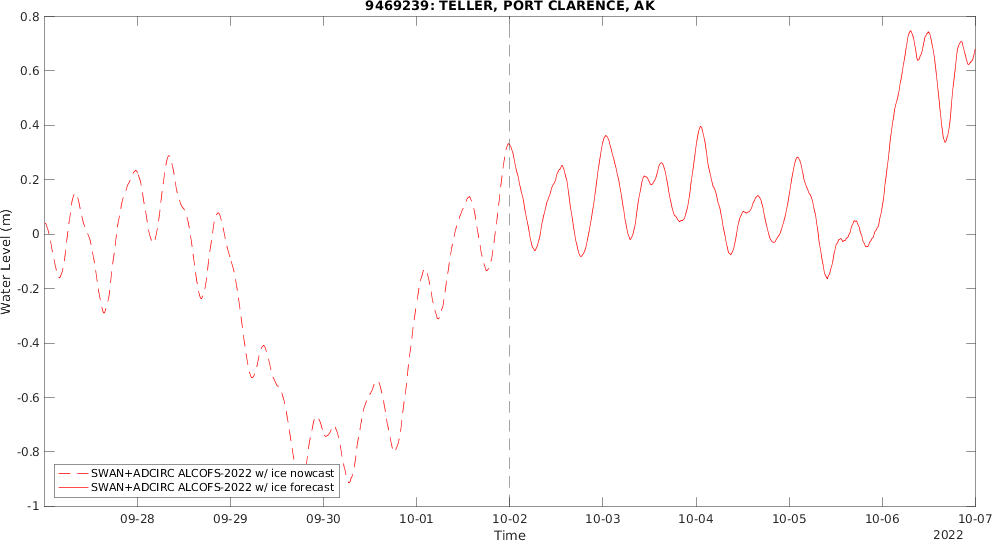 9469239: TELLER, PORT CLARENCE, AK
0.8
0.6
0.4
0.2
0
-0.2
-0.4
-0.6
-0.8
-1
Water Level (m)
SWAN+ADCIRC ALCOFS-2022 w/ ice nowcast
SWAN+ADCIRC ALCOFS-2022 w/ ice forecast
09-28 09-29 09-30 10-01 10-02 10-03 10-04 10-05 10-06 10-07
Time
2022